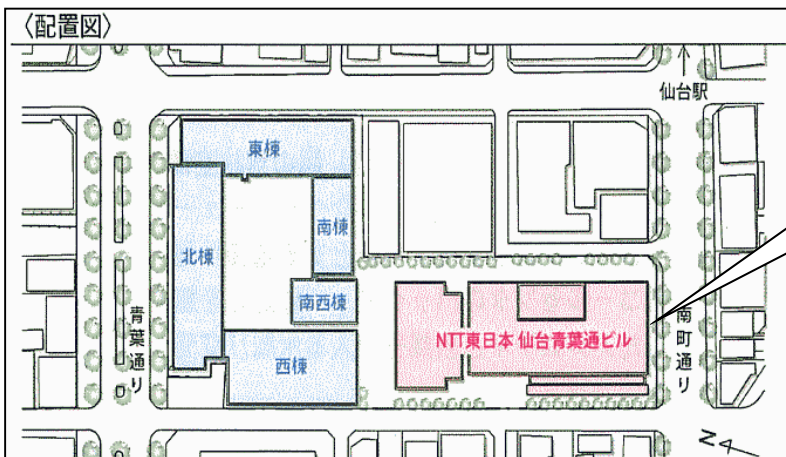 〈配置図〉
仙台駅
東棟
南棟
北棟
南西棟
西棟
青葉通り
NTT東日本 仙台青葉通ビル
南町通り
N